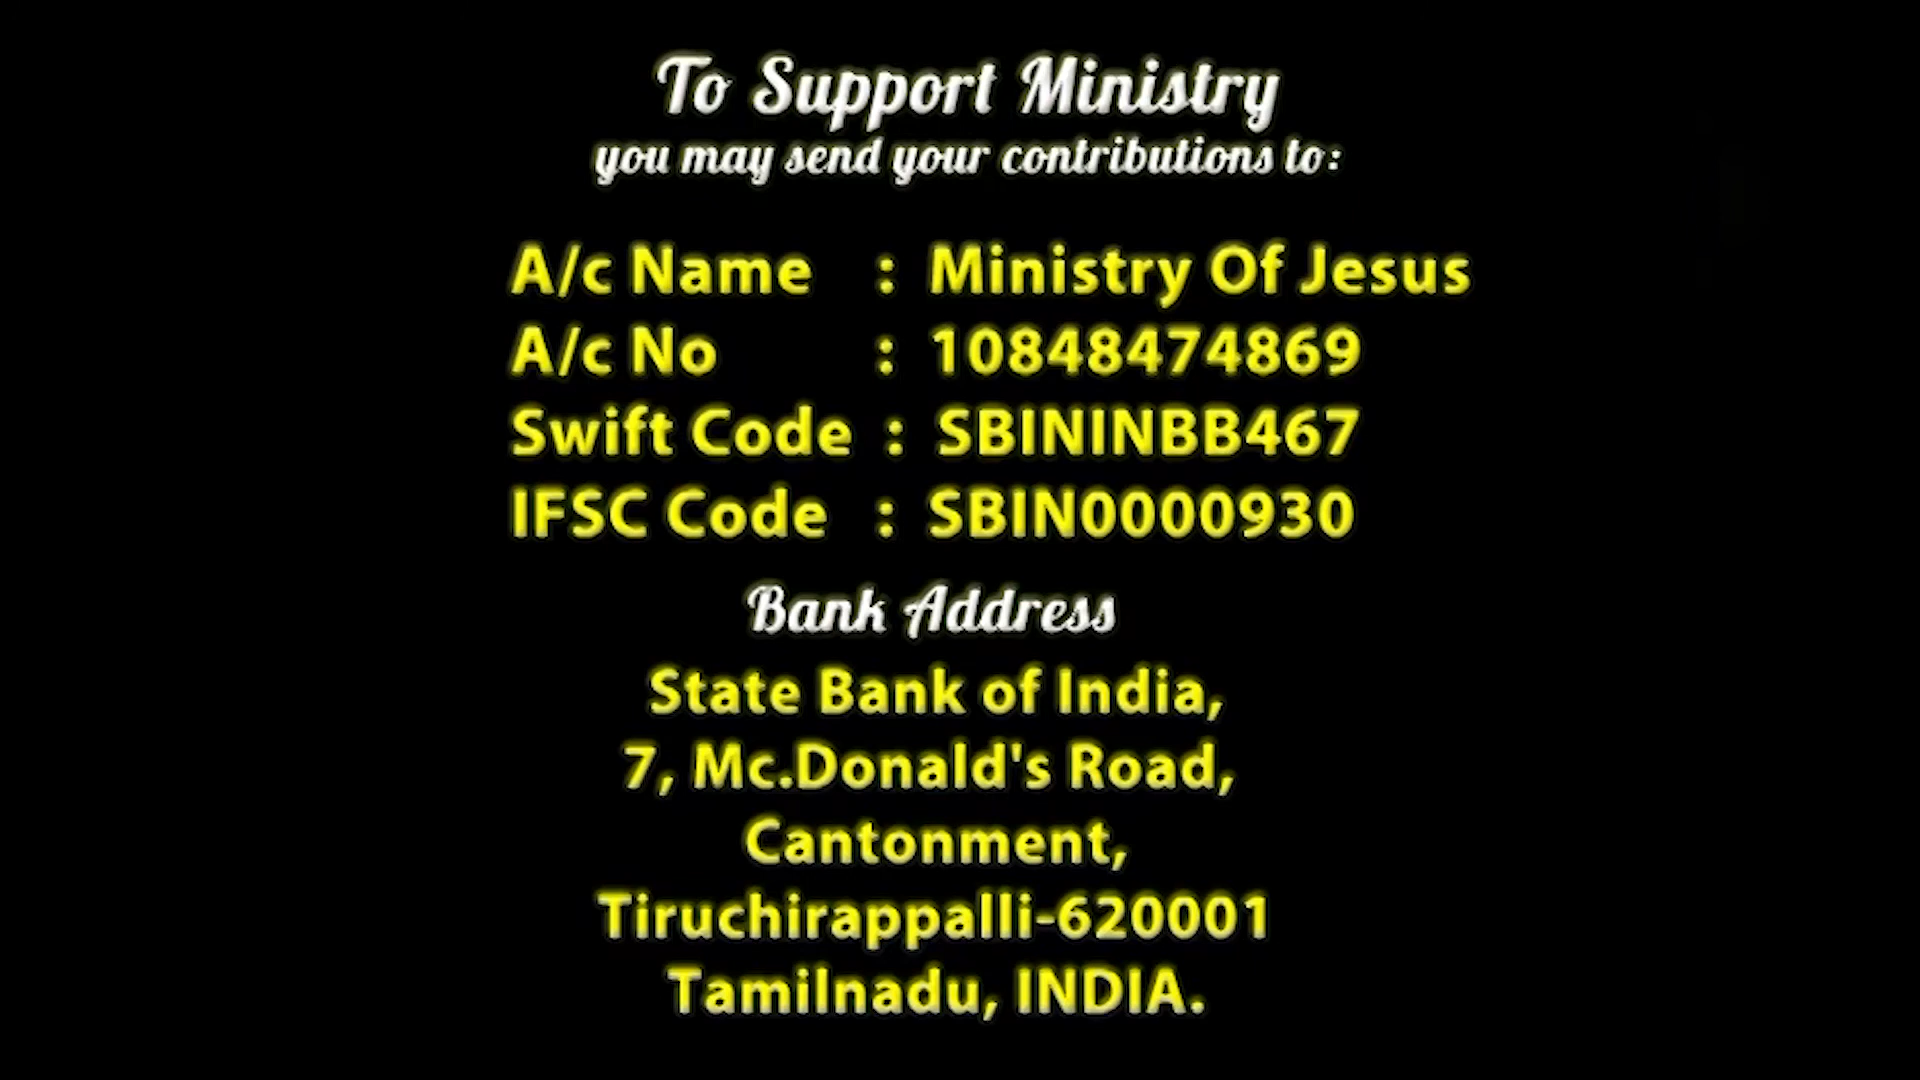 To Support Ministry
you may send your contributions to:
A/c Name : Ministry Of Jesus
A/c No : 10848474869
Swift Code : SBININBB467
IFSC Code : SBIN0000930
Bank Address
State Bank of India,
7, Mc.Donald's Road,
Cantonment,
Tiruchirappalli-620001
Tamilnadu, INDIA.